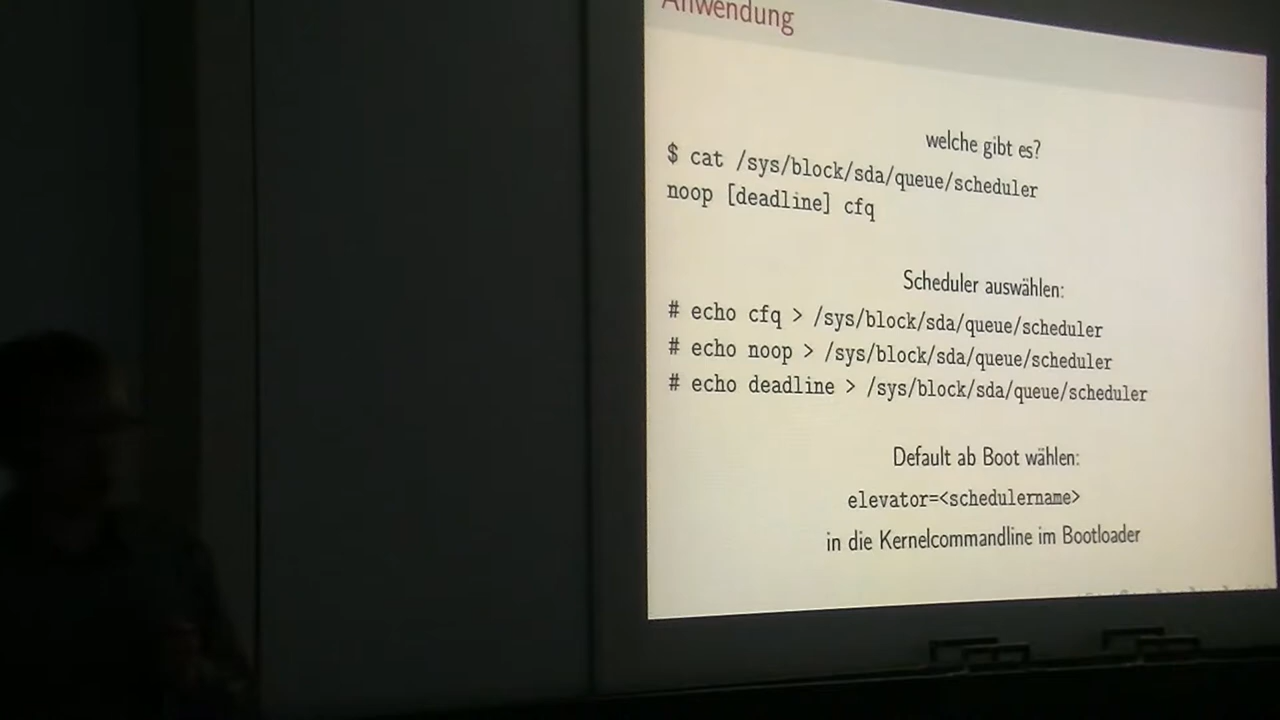 Anwendung
welche gibt es?
$ cat /sys/block/sda/queue/scheduler
noop [deadline] cfq
Scheduler auswählen:
# echo cfq > /sys/block/sda/queue/scheduler
# echo noop > /sys/block/sda/queue/scheduler
# echo deadline > /sys/block/sda/queue/scheduler
Default ab Boot wählen:
elevator=<schedulername>
in die Kernelcommandline im Bootloader